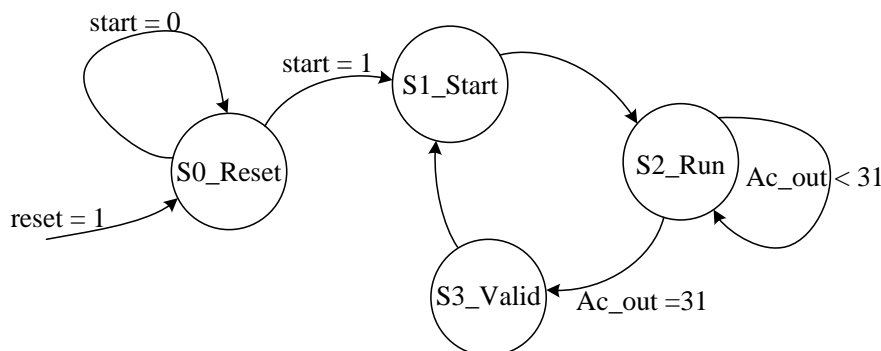 start = 0
start = 1
S1_Start
S0_Reset
S2_Run
Ac_out < 31
reset = 1
S3_Valid
Ac_out =31